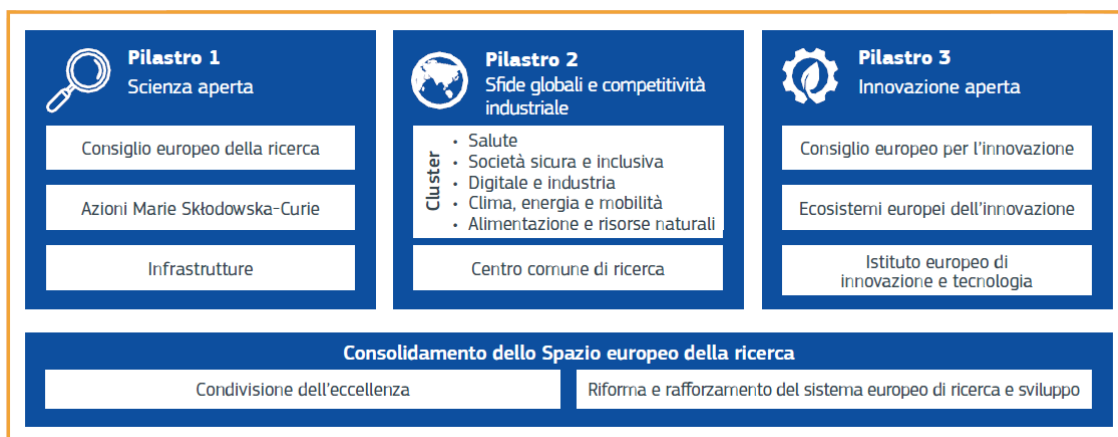 Pilastro 1
Scienza aperta
Consiglio europeo della ricerca
Azioni Marie Skłodowska-Curie
Infrastrutture
Pilastro 2
Sfide globali e competitività
industriale
Cluster
• Salute
• Società sicura e inclusiva
• Digitale e industria
• Clima, energia e mobilità
• Alimentazione e risorse naturali
Centro comune di ricerca
Pilastro 3
Innovazione aperta
Consiglio europeo per l'innovazione
Ecosistemi europei dell'innovazione
Istituto europeo di
innovazione e tecnologia
Consolidamento dello Spazio europeo della ricerca
Condivisione dell'eccellenza
Riforma e rafforzamento del sistema europeo di ricerca e sviluppo